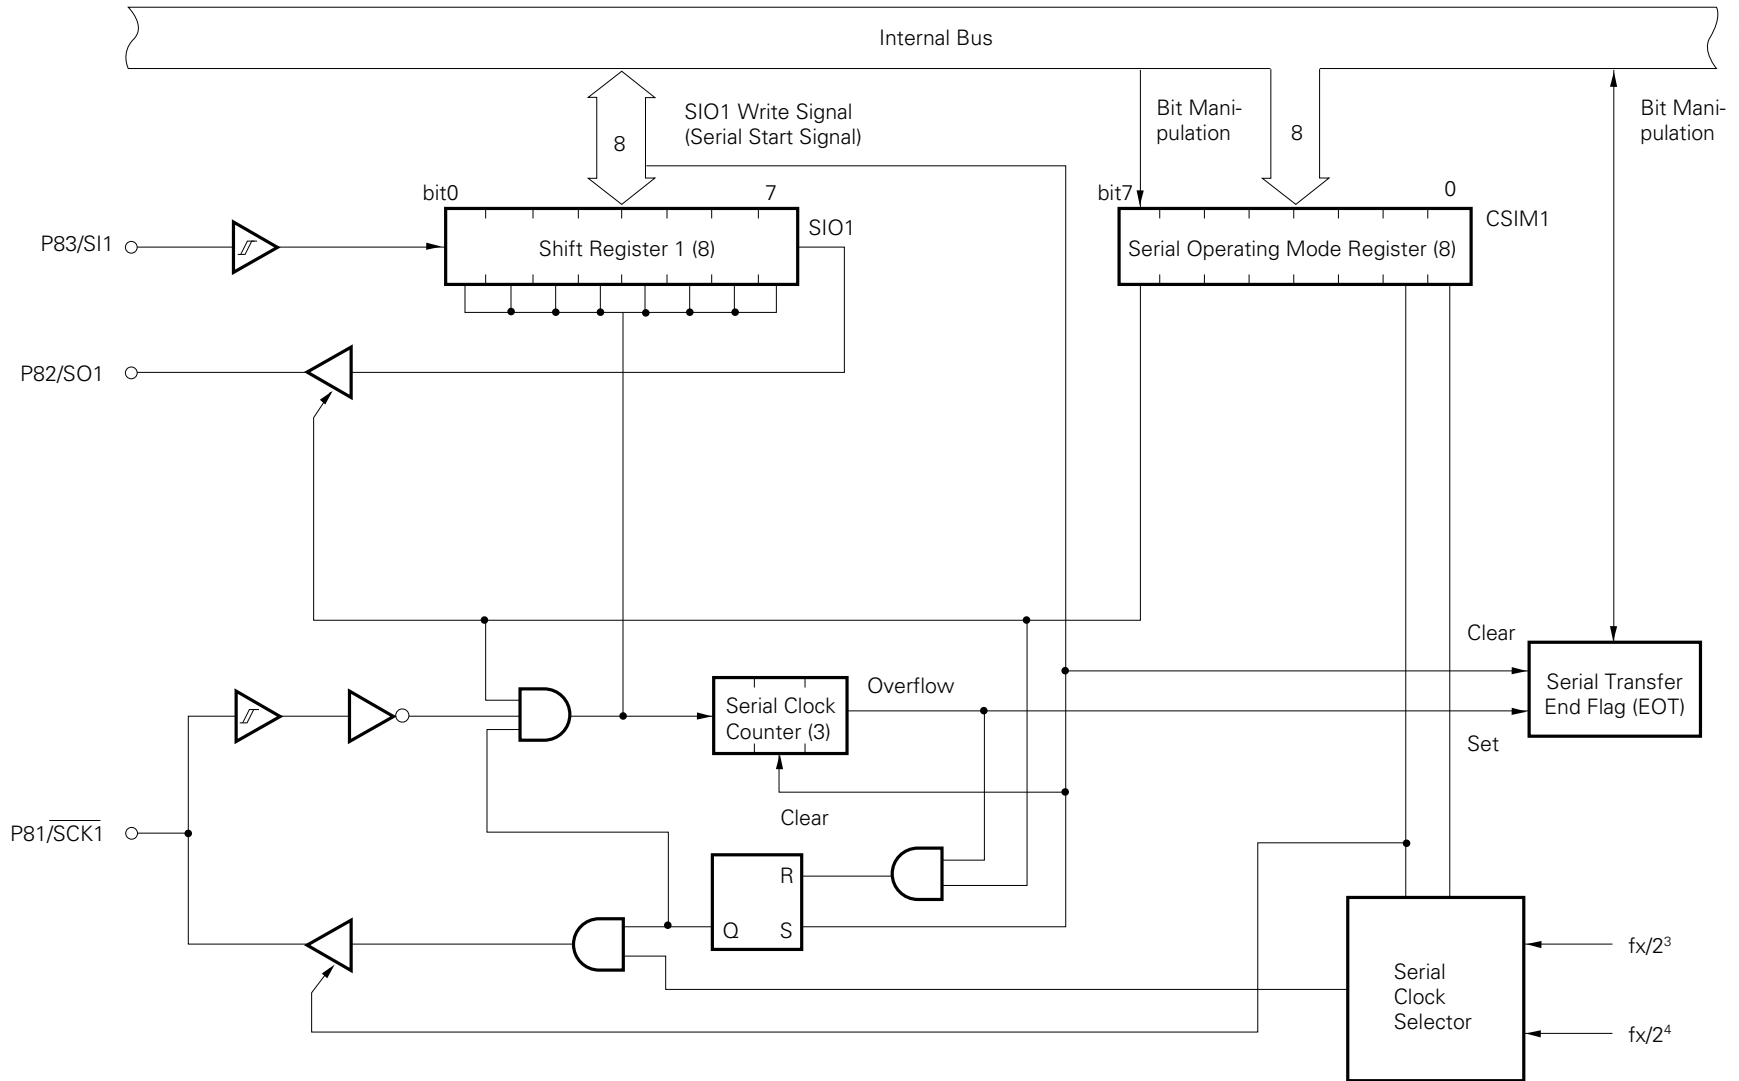 Internal Bus
SIO1 Write Signal
(Serial Start Signal)
8
Bit Mani-
pulation
8
Bit Mani-
pulation
bit0
7
bit7
0
P83/SI1
Shift Register 1 (8)
SIO1
Serial Operating Mode Register (8)
CSIM1
P82/SO1
Clear
Serial Transfer
End Flag (EOT)
Set
Overflow
Serial Clock
Counter (3)
Clear
P81/S̅C̅K̅1̅
R
Q
S
Serial
Clock
Selector
fx/2³
fx/2⁴